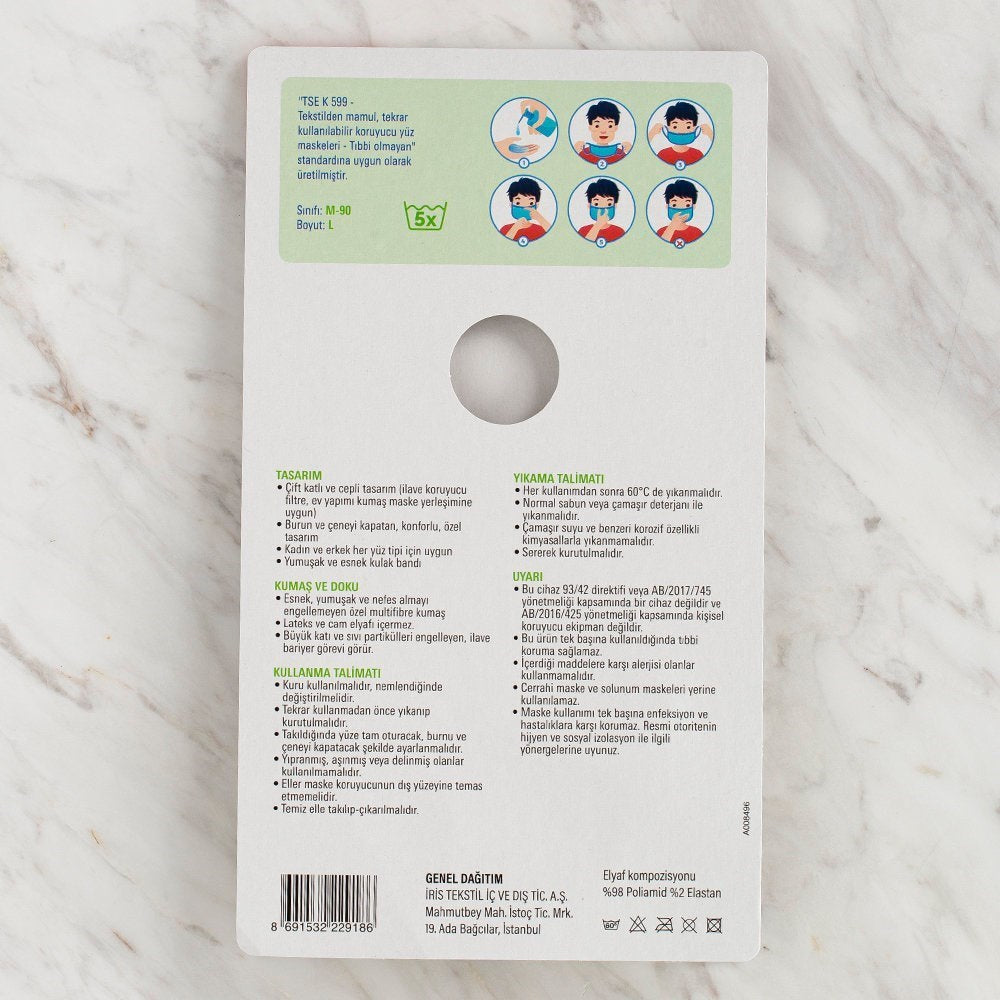 "TSE K 599 -
Tekstilden mamul, tekrar
kullanılabilir koruyucu yüz
maskeleri - Tıbbi olmayan"
standardına uygun olarak
üretilmiştir.
Sınıfı: M-90
Boyut: L
5x
1
2
3
4
5
TASARIM
• Çift katlı ve cepli tasarım (ilave koruyucu
filtre, ev yapımı kumaş maske yerleşimine
uygun)
• Burun ve çeneyi kapatan, konforlu, özel
tasarım
• Kadın ve erkek her yüz tipi için uygun
• Yumuşak ve esnek kulak bandı
KUMAŞ VE DOKU
• Esnek, yumuşak ve nefes almayı
engellemeyen özel multifibre kumaş
• Lateks ve cam elyafı içermez.
• Büyük katı ve sıvı partikülleri engelleyen, ilave
bariyer görevi görür.
KULLANMA TALİMATI
• Kuru kullanılmalıdır, nemlendiğinde
değiştirilmelidir.
• Tekrar kullanmadan önce yıkanıp
kurutulmalıdır.
• Takıldığında yüze tam oturacak, burnu ve
çeneyi kapatacak şekilde ayarlanmalıdır.
• Yıpranmış, aşınmış veya delinmiş olanlar
kullanılmamalıdır.
• Eller maske koruyucunun dış yüzeyine temas
etmemelidir.
• Temiz elle takılıp-çıkarılmalıdır.
YIKAMA TALİMATI
• Her kullanımdan sonra 60°C de yıkanmalıdır.
• Normal sabun veya çamaşır deterjanı ile
yıkanmalıdır.
• Çamaşır suyu ve benzeri korozif özellikli
kimyasallarla yıkanmamalıdır.
• Sererek kurutulmalıdır.
UYARI
• Bu cihaz 93/42 direktifi veya AB/2017/745
yönetmeliği kapsamında bir cihaz değildir ve
AB/2016/425 yönetmeliği kapsamında kişisel
koruyucu ekipman değildir.
• Bu ürün tek başına kullanıldığında tıbbi
koruma sağlamaz.
• İçerdiği maddelere karşı alerjisi olanlar
kullanmamalıdır.
• Cerrahi maske ve solunum maskeleri yerine
kullanılamaz.
• Maske kullanımı tek başına enfeksiyon ve
hastalıklara karşı korumaz. Resmi otoritenin
hijyen ve sosyal izolasyon ile ilgili
yönergelerine uyunuz.
A008496
8 691532 229186
GENEL DAĞITIM
İRİS TEKSTİL İÇ VE DIŞ TİC. A.Ş.
Mahmutbey Mah. İstoç Tic. Mrk.
19. Ada Bağcılar, İstanbul
Elyaf kompozisyonu
%98 Poliamid %2 Elastan
60°